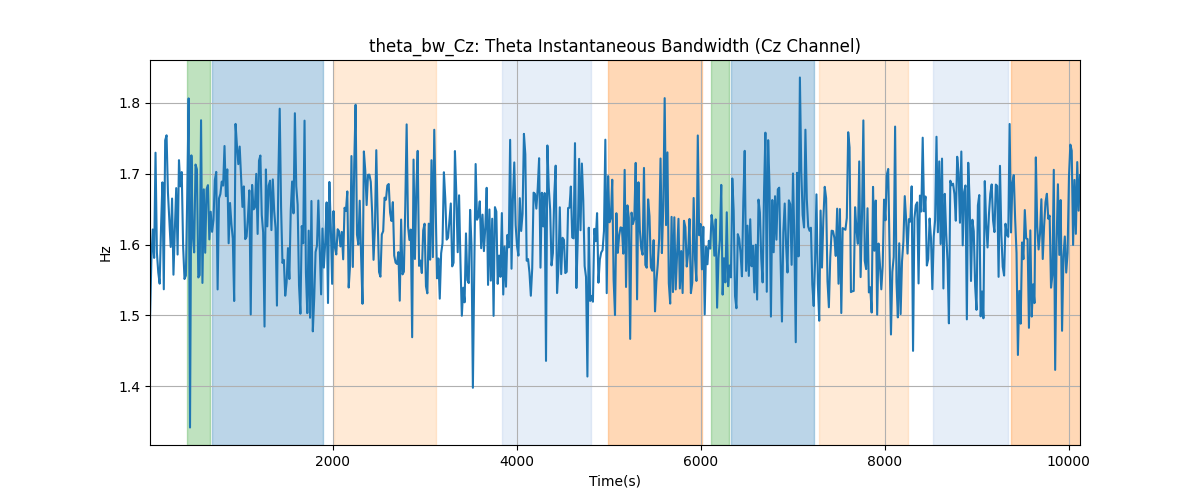 theta_bw_Cz: Theta Instantaneous Bandwidth (Cz Channel)
Hz
1.8
1.7
1.6
1.5
1.4
2000 4000 6000 8000 10000
Time(s)